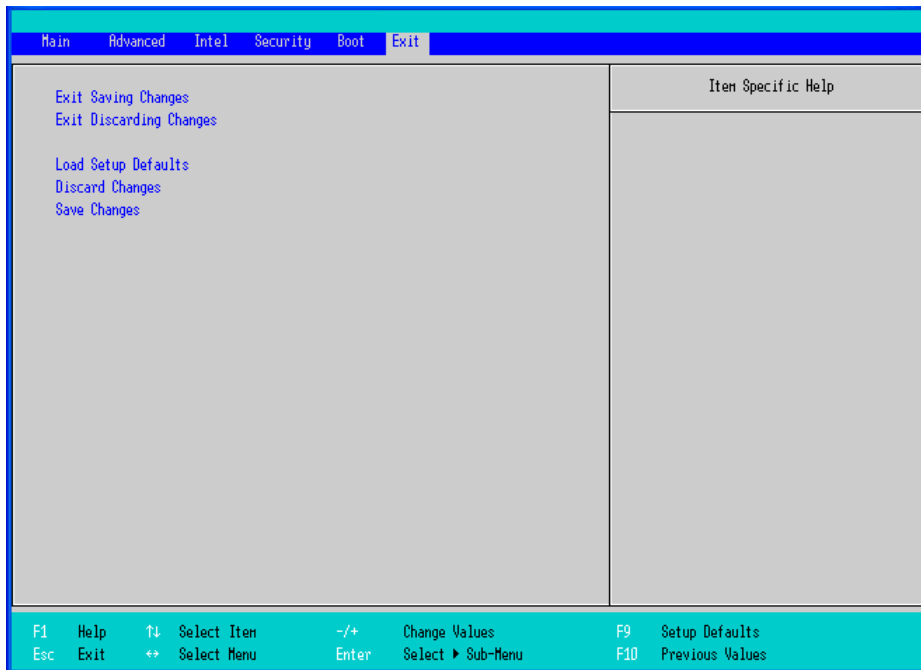 Main Advanced Intel Security Boot Exit
Item Specific Help
Exit Saving Changes
Exit Discarding Changes
Load Setup Defaults
Discard Changes
Save Changes
F1 Help ↑↓ Select Item -/+ Change Values F9 Setup Defaults
Esc Exit ↔ Select Menu Enter Select ▶ Sub-Menu F10 Previous Values